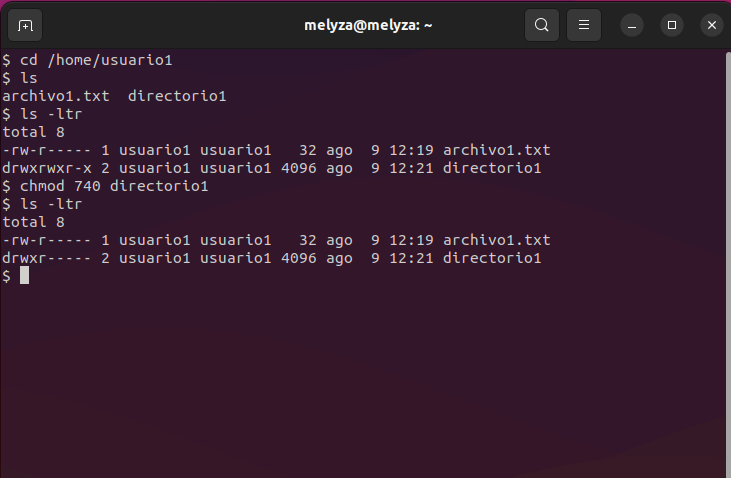 melyza@melyza: ~
$ cd /home/usuario1
$ ls
archivo1.txt  directorio1
$ ls -ltr
total 8
-rw-r----- 1 usuario1 usuario1   32 ago  9 12:19 archivo1.txt
drwxrwxr-x 2 usuario1 usuario1 4096 ago  9 12:21 directorio1
$ chmod 740 directorio1
$ ls -ltr
total 8
-rw-r----- 1 usuario1 usuario1   32 ago  9 12:19 archivo1.txt
drwxr----- 2 usuario1 usuario1 4096 ago  9 12:21 directorio1
$